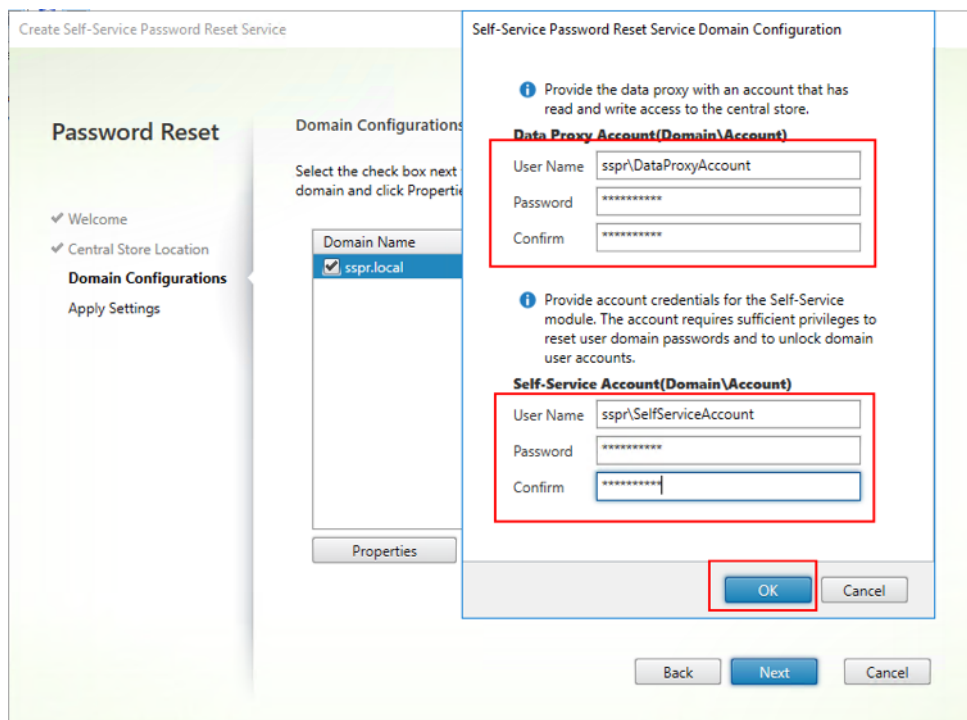 Create Self-Service Password Reset Service
Password Reset
✔ Welcome
✔ Central Store Location
Domain Configurations
Apply Settings
Domain Configurations
Select the check box next
domain and click Properti
Domain Name
sspr.local
Properties
Self-Service Password Reset Service Domain Configuration
Provide the data proxy with an account that has
read and write access to the central store.
Data Proxy Account(Domain\Account)
User Name sspr\DataProxyAccount
Password **********
Confirm **********
Provide account credentials for the Self-Service
module. The account requires sufficient privileges to
reset user domain passwords and to unlock domain
user accounts.
Self-Service Account(Domain\Account)
User Name sspr\SelfServiceAccount
Password **********
Confirm **********
OK Cancel
Back Next Cancel